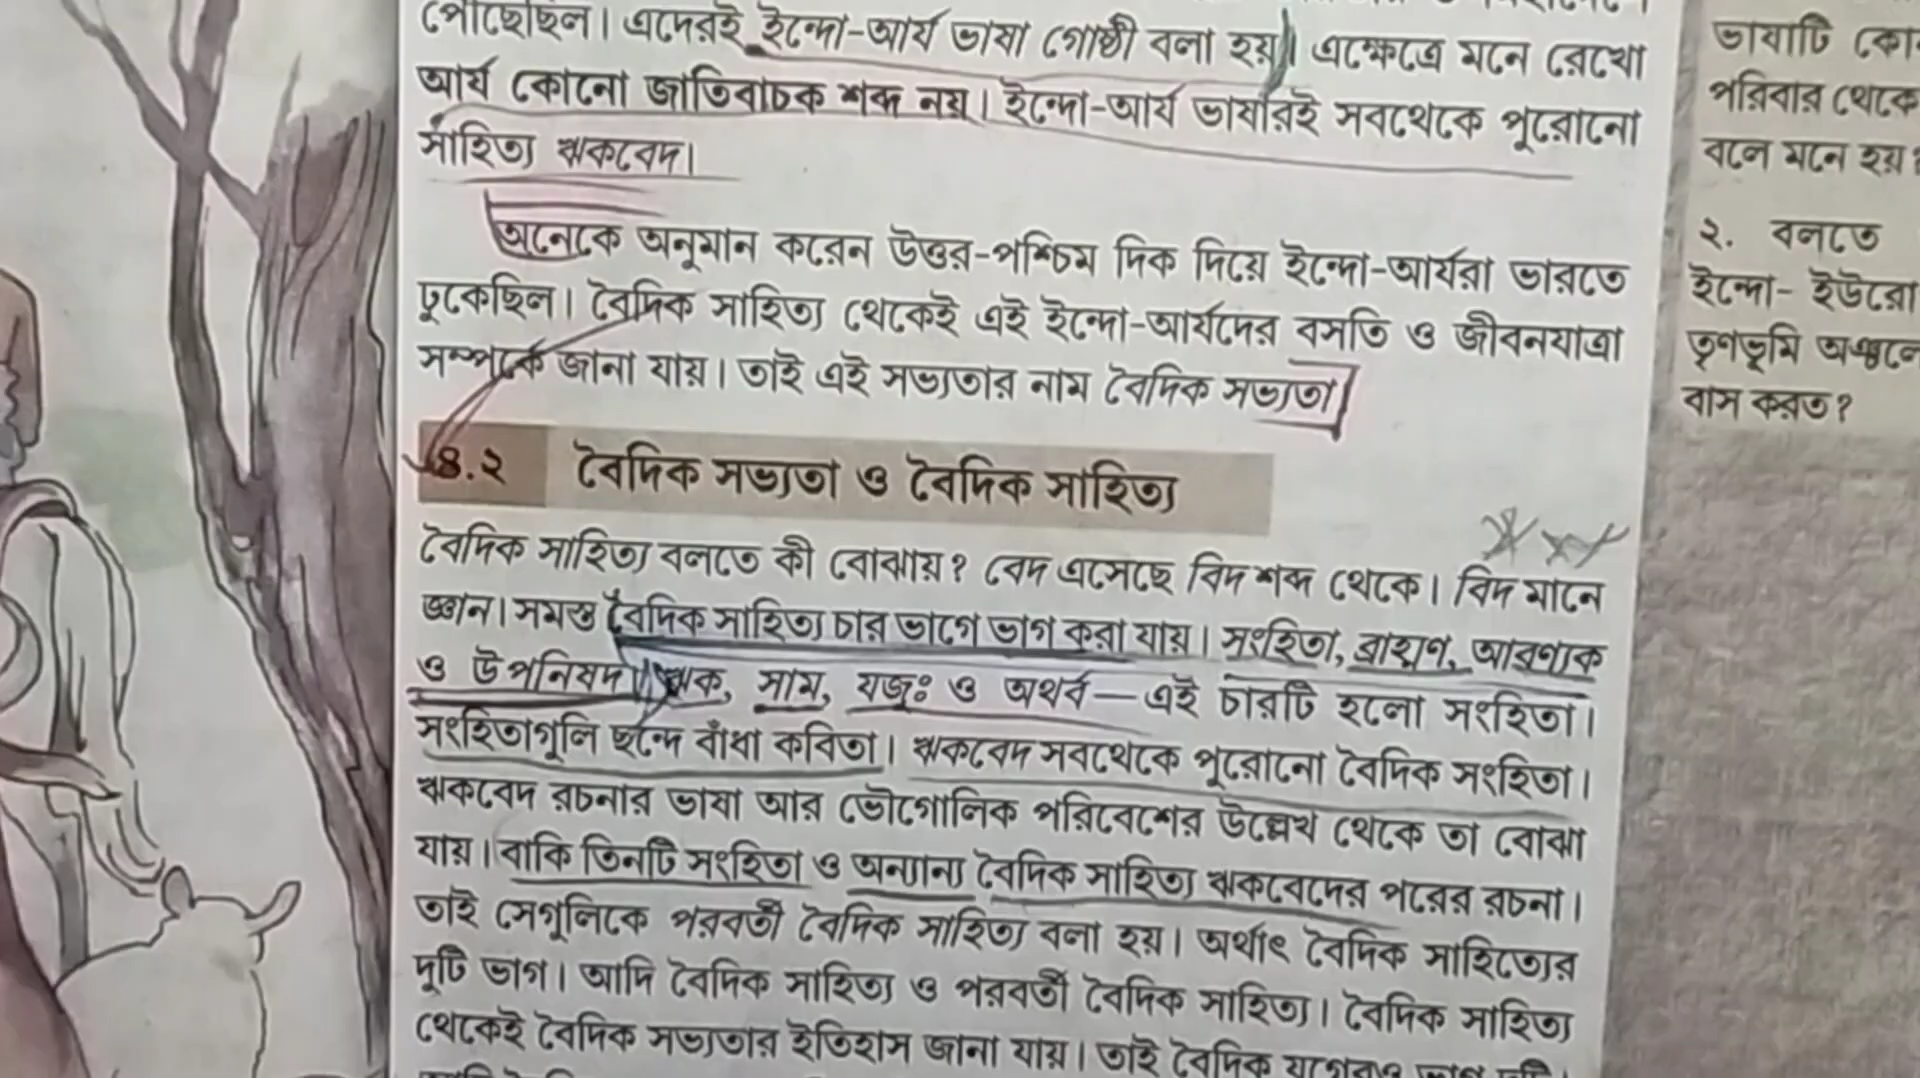 পৌঁছেছিল। এদেরই ইন্দো-আর্য ভাষা গোষ্ঠী বলা হয়। এক্ষেত্রে মনে রেখো
আর্য কোনো জাতিবাচক শব্দ নয়। ইন্দো-আর্য ভাষারই সবথেকে পুরোনো
সাহিত্য ঋকবেদ।
অনেকে অনুমান করেন উত্তর-পশ্চিম দিক দিয়ে ইন্দো-আর্যরা ভারতে
ঢুকেছিল। বৈদিক সাহিত্য থেকেই এই ইন্দো-আর্যদের বসতি ও জীবনযাত্রা
সম্পর্কে জানা যায়। তাই এই সভ্যতার নাম বৈদিক সভ্যতা।
৪.২ বৈদিক সভ্যতা ও বৈদিক সাহিত্য
বৈদিক সাহিত্য বলতে কী বোঝায়? বেদ এসেছে বিদ শব্দ থেকে। বিদ মানে
জ্ঞান। সমস্ত বৈদিক সাহিত্য চার ভাগে ভাগ করা যায়। সংহিতা, ব্রাহ্মণ, আরণ্যক
ও উপনিষদ। ঋক, সাম, যজুঃ ও অথর্ব—এই চারটি হলো সংহিতা।
সংহিতাগুলি ছন্দে বাঁধা কবিতা। ঋকবেদ সবথেকে পুরোনো বৈদিক সংহিতা।
ঋকবেদ রচনার ভাষা আর ভৌগোলিক পরিবেশের উল্লেখ থেকে তা বোঝা
যায়। বাকি তিনটি সংহিতা ও অন্যান্য বৈদিক সাহিত্য ঋকবেদের পরের রচনা।
তাই সেগুলিকে পরবর্তী বৈদিক সাহিত্য বলা হয়। অর্থাৎ বৈদিক সাহিত্যের
দুটি ভাগ। আদি বৈদিক সাহিত্য ও পরবর্তী বৈদিক সাহিত্য। বৈদিক সাহিত্য
থেকেই বৈদিক সভ্যতার ইতিহাস জানা যায়। তাই বৈদিক যুগেরও ভাগ দুটি।
ভাষাটি
পরিবার থেকে
বলে মনে হয়?
২. বলতে
ইন্দো- ইউরো
তৃণভূমি অঞ্চলে
বাস করত?